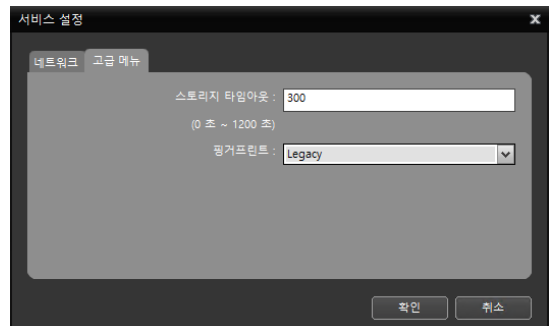 서비스 설정 x
네트워크 고급 메뉴
스토리지 타임아웃 : 300
(0 초 ~ 1200 초)
핑거프린트 : Legacy
확인 취소